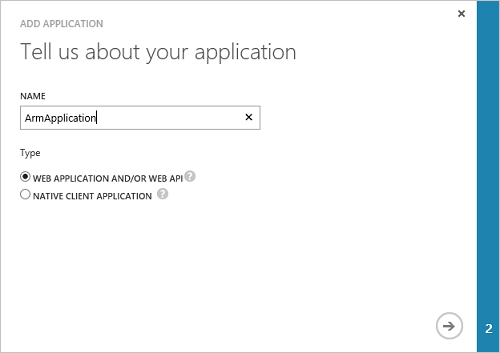 ADD APPLICATION
Tell us about your application
NAME
ArmApplication
Type
WEB APPLICATION AND/OR WEB API ?
NATIVE CLIENT APPLICATION ?
2